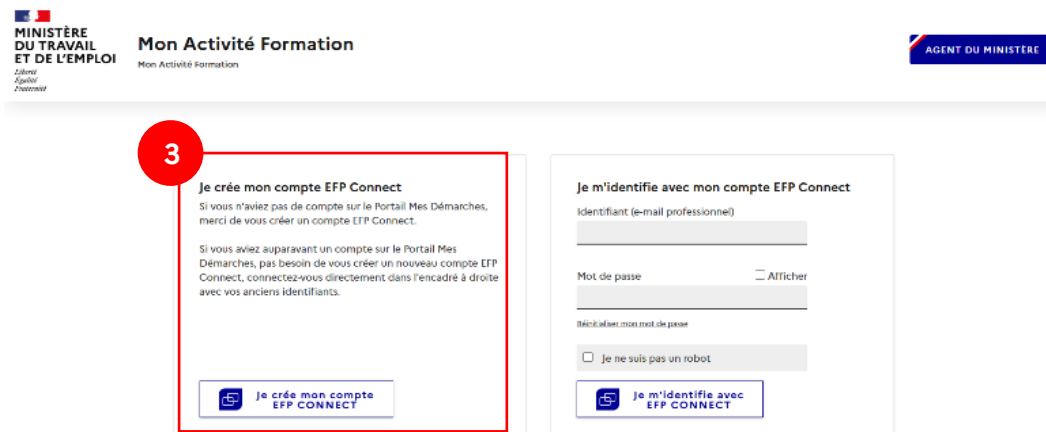 MINISTÈRE
DU TRAVAIL
ET DE L'EMPLOI
Liberté
Égalité
Fraternité
Mon Activité Formation
Mon Activité Formation
AGENT DU MINISTÈRE
3
Je crée mon compte EFP Connect
Si vous n'aviez pas de compte sur le Portail Mes Démarches,
merci de vous créer un compte EFP Connect.
Si vous aviez auparavant un compte sur le Portail Mes
Démarches, pas besoin de vous créer un nouveau compte EFP
Connect, connectez-vous directement dans l'encadré à droite
avec vos anciens identifiants.
Je crée mon compte
EFP CONNECT
Je m'identifie avec mon compte EFP Connect
Identifiant (e-mail professionnel)
Mot de passe
Afficher
Réinitialiser mon mot de passe
Je ne suis pas un robot
Je m'identifie avec
EFP CONNECT